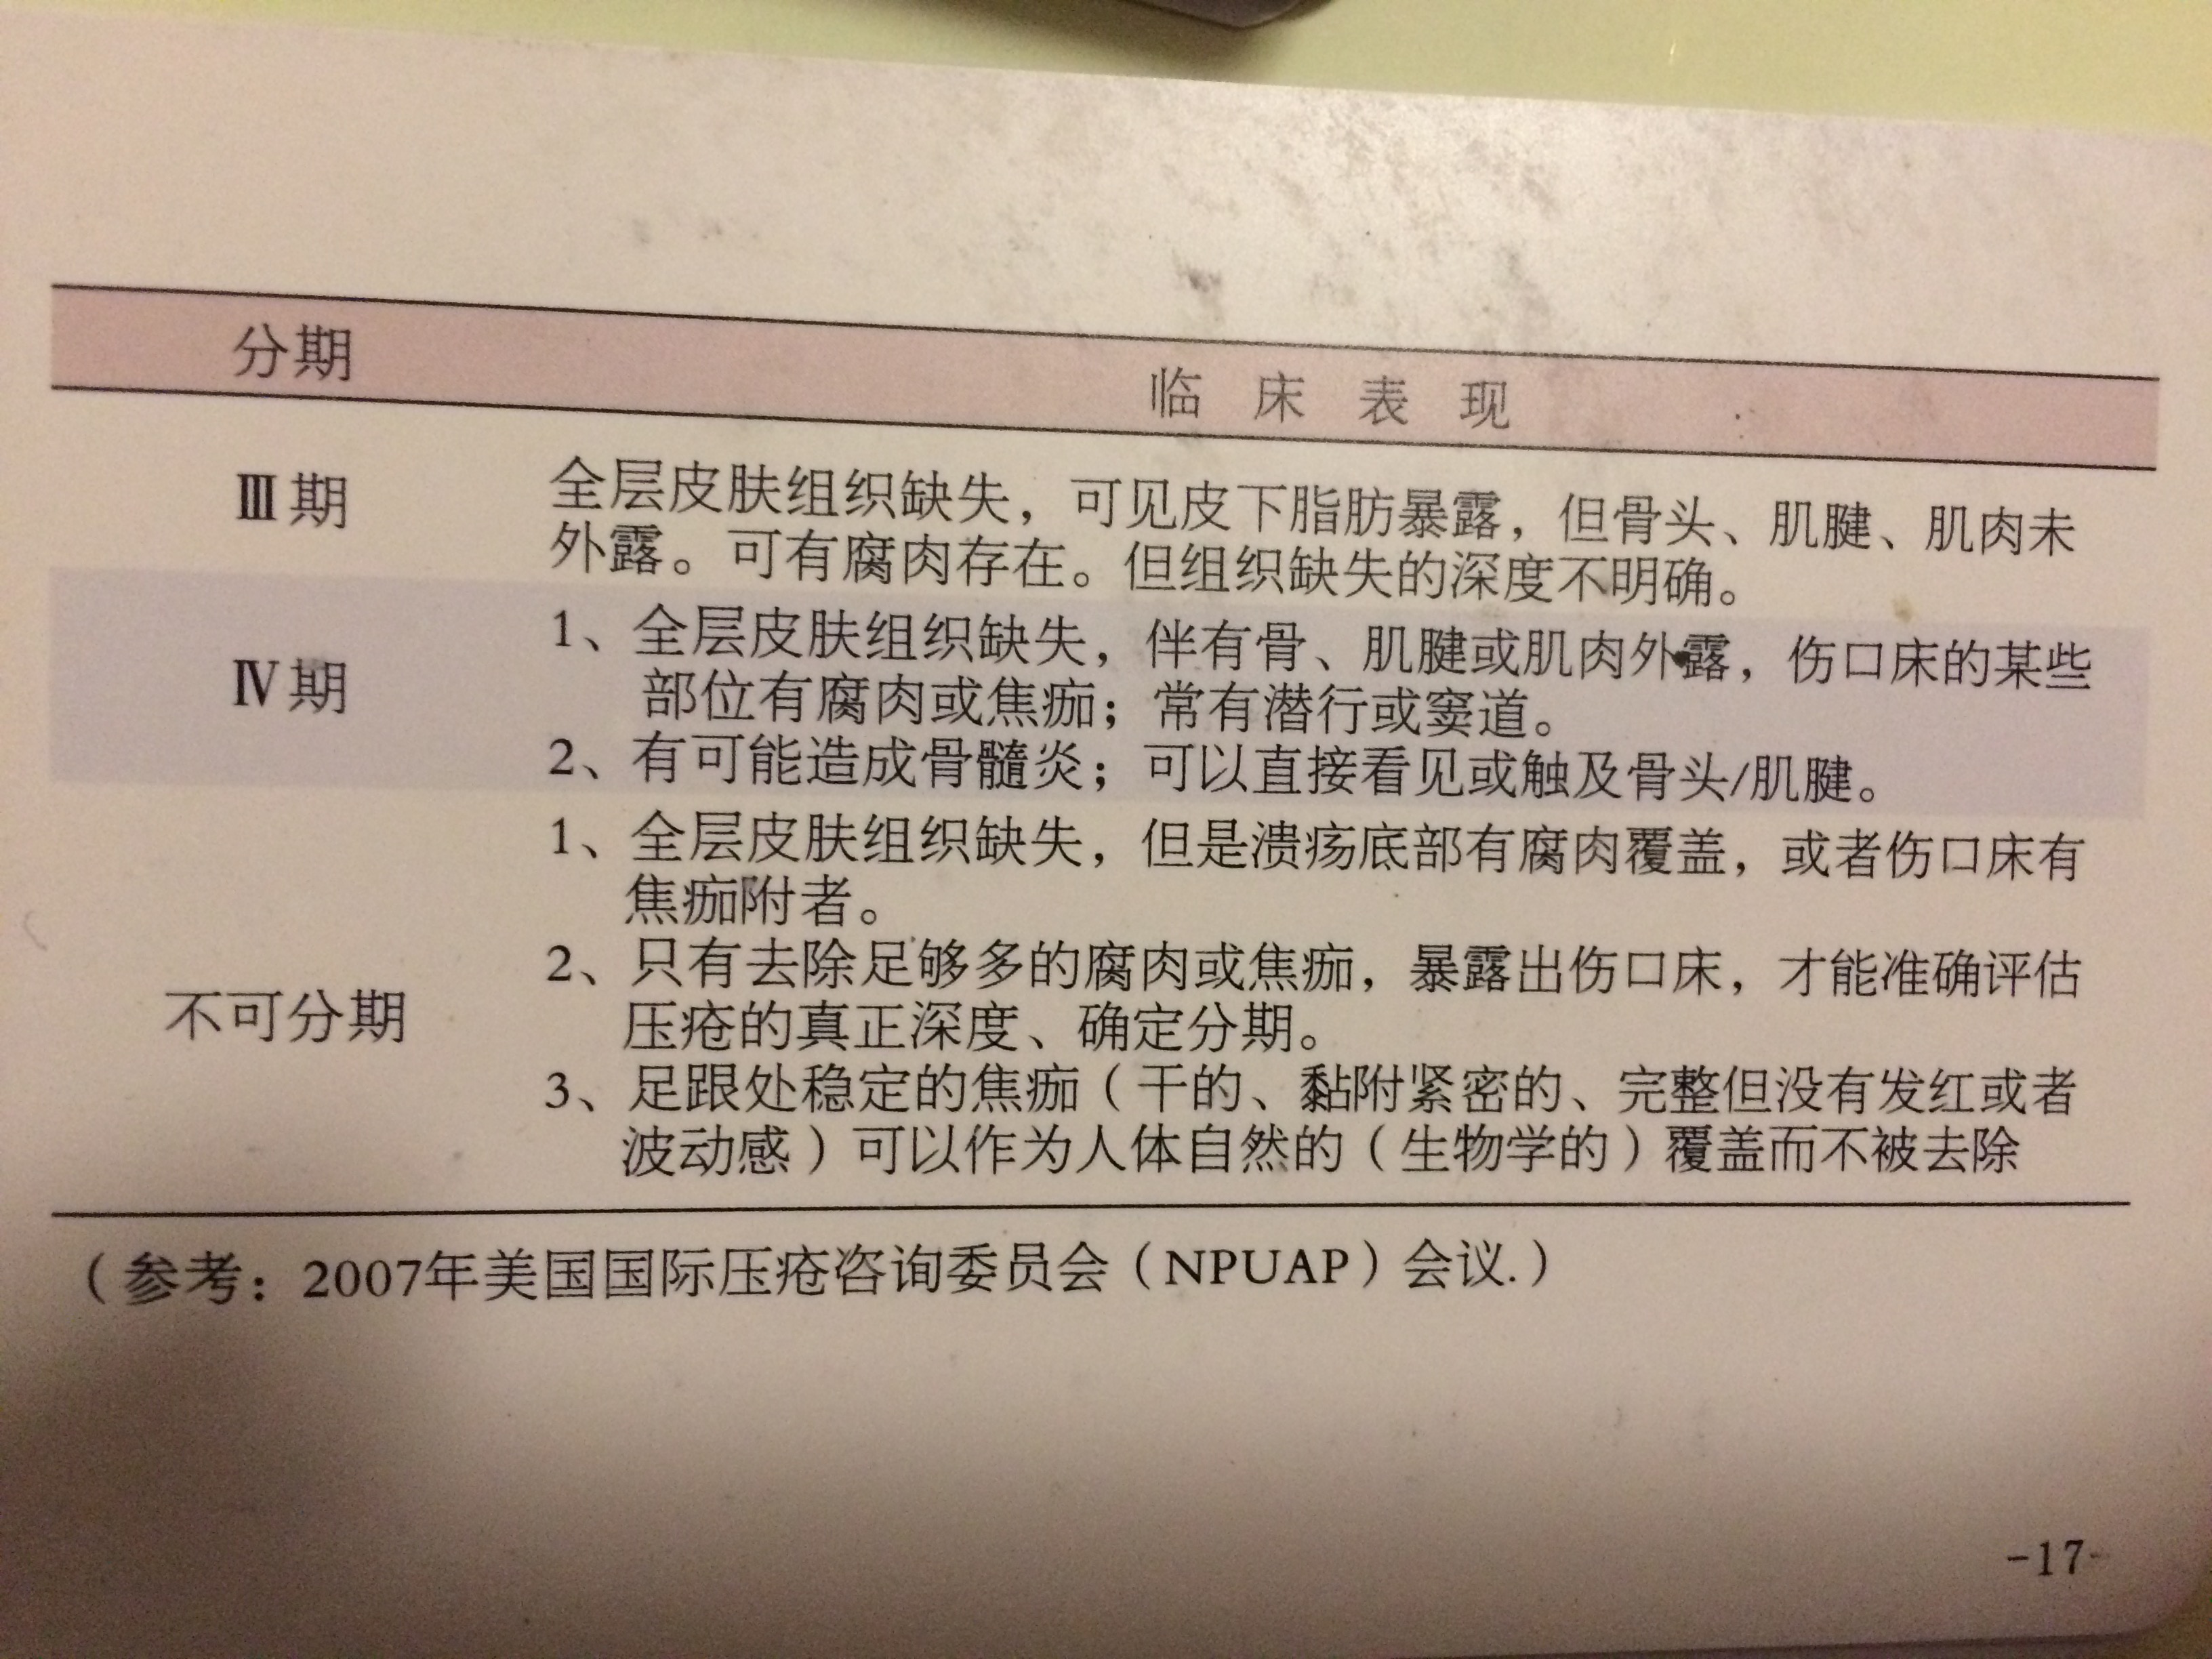 分期 临床表现
Ⅲ期 全层皮肤组织缺失，可见皮下脂肪暴露，但骨头、肌腱、肌肉未
外露。可有腐肉存在。但组织缺失的深度不明确。
Ⅳ期 1、全层皮肤组织缺失，伴有骨、肌腱或肌肉外露，伤口床的某些
部位有腐肉或焦痂；常有潜行或窦道。
2、有可能造成骨髓炎；可以直接看见或触及骨头/肌腱。
不可分期 1、全层皮肤组织缺失，但是溃疡底部有腐肉覆盖，或者伤口床有
焦痂附者。
2、只有去除足够多的腐肉或焦痂，暴露出伤口床，才能准确评估
压疮的真正深度、确定分期。
3、足跟处稳定的焦痂（干的、黏附紧密的、完整但没有发红或者
波动感）可以作为人体自然的（生物学的）覆盖而不被去除
（参考：2007年美国国际压疮咨询委员会（NPUAP）会议.）
-17-